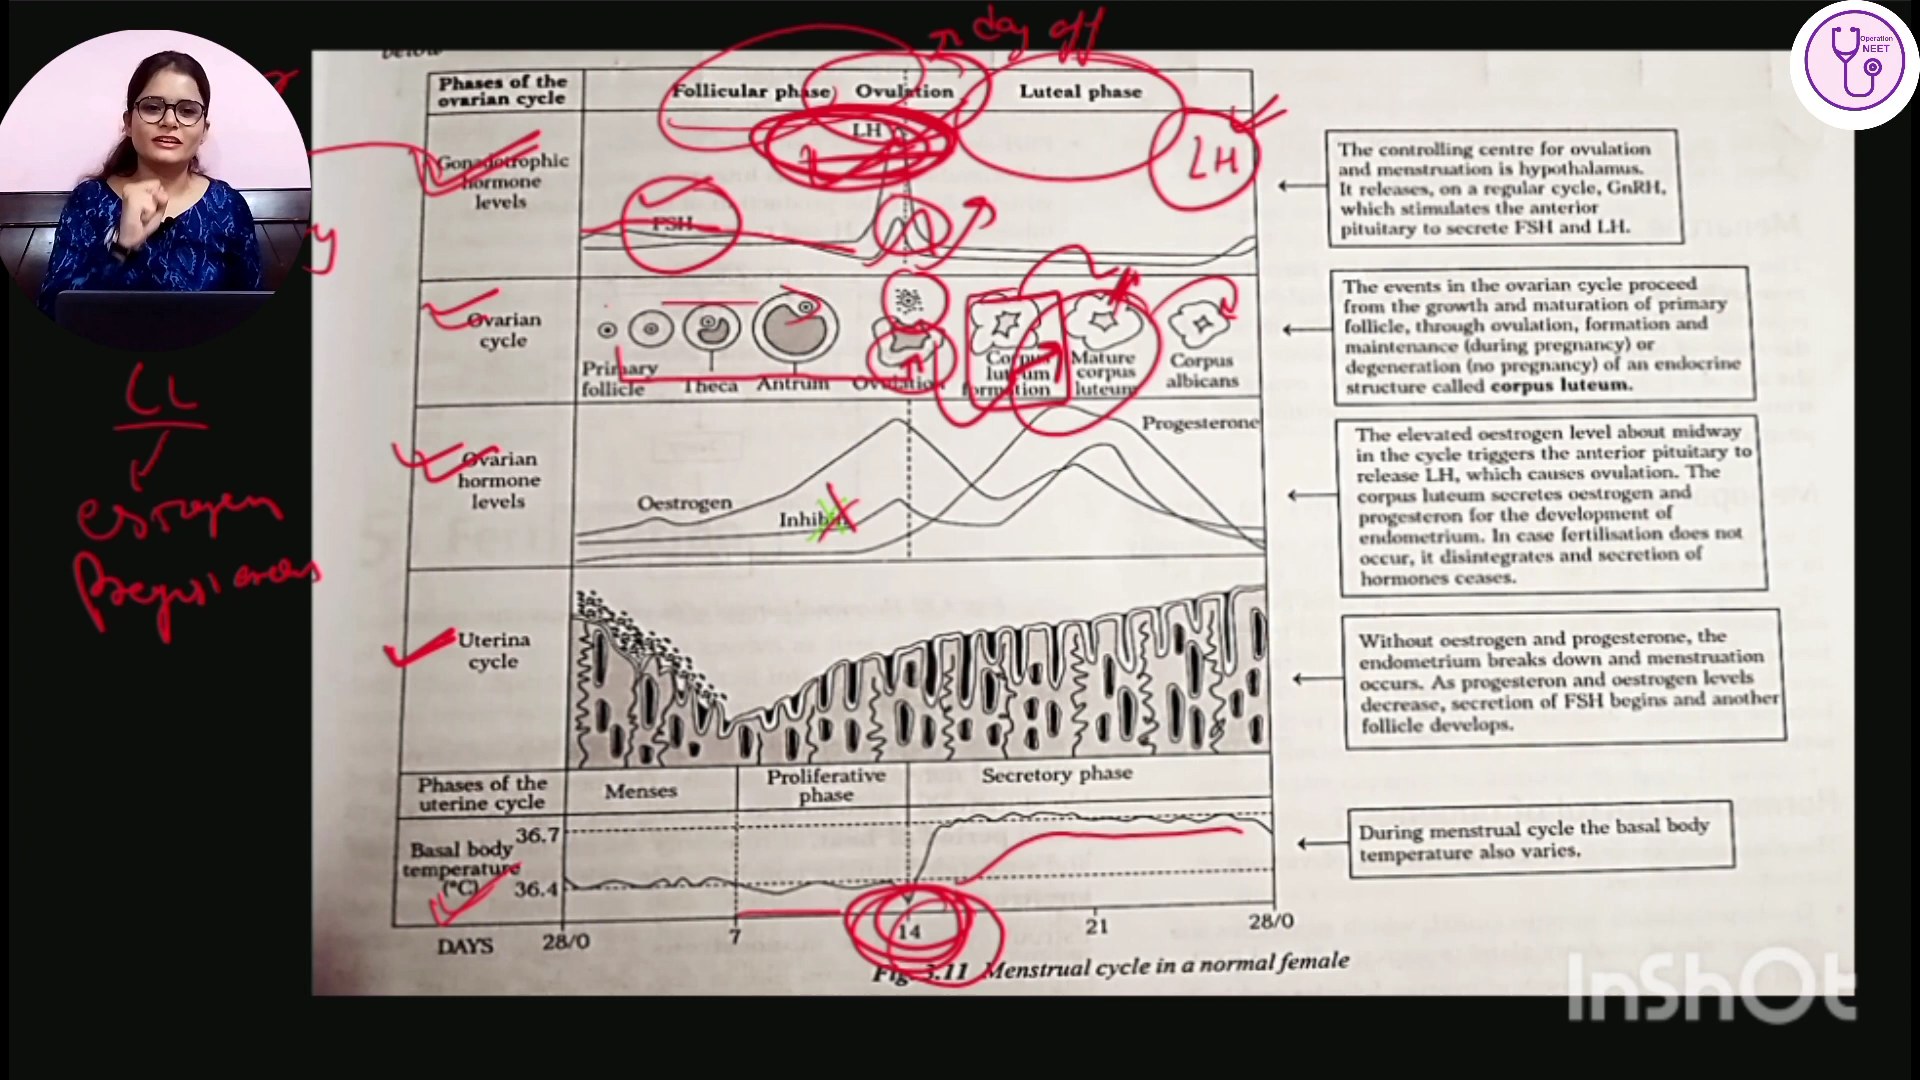 Operation
NEET
day off
Phases of the
ovarian cycle
Follicular phase
Ovulation
Luteal phase
Gonadotrophic
hormone
levels
LH
FSH
LH
The controlling centre for ovulation
and menstruation is hypothalamus.
It releases, on a regular cycle, GnRH,
which stimulates the anterior
pituitary to secrete FSH and LH.
Ovarian
cycle
Primary
follicle
Theca
Antrum
Ovulation
Corpus
luteum
formation
Mature
corpus
luteum
Corpus
albicans
The events in the ovarian cycle proceed
from the growth and maturation of primary
follicle, through ovulation, formation and
maintenance (during pregnancy) or
degeneration (no pregnancy) of an endocrine
structure called corpus luteum.
CL
estrogen
Ovarian
hormone
levels
Oestrogen
Progesterone
The elevated oestrogen level about midway
in the cycle triggers the anterior pituitary to
release LH, which causes ovulation. The
corpus luteum secretes oestrogen and
progesteron for the development of
endometrium. In case fertilisation does not
occur, it disintegrates and secretion of
hormones ceases.
Uterina
cycle
Without oestrogen and progesterone, the
endometrium breaks down and menstruation
occurs. As progesteron and oestrogen levels
decrease, secretion of FSH begins and another
follicle develops.
Phases of the
uterine cycle
Menses
Proliferative
phase
Secretory phase
Basal body
temperature
(°C)
36.7
36.4
During menstrual cycle the basal body
temperature also varies.
DAYS
28/0
7
14
21
28/0
Fig. 3.11 Menstrual cycle in a normal female
InShOt